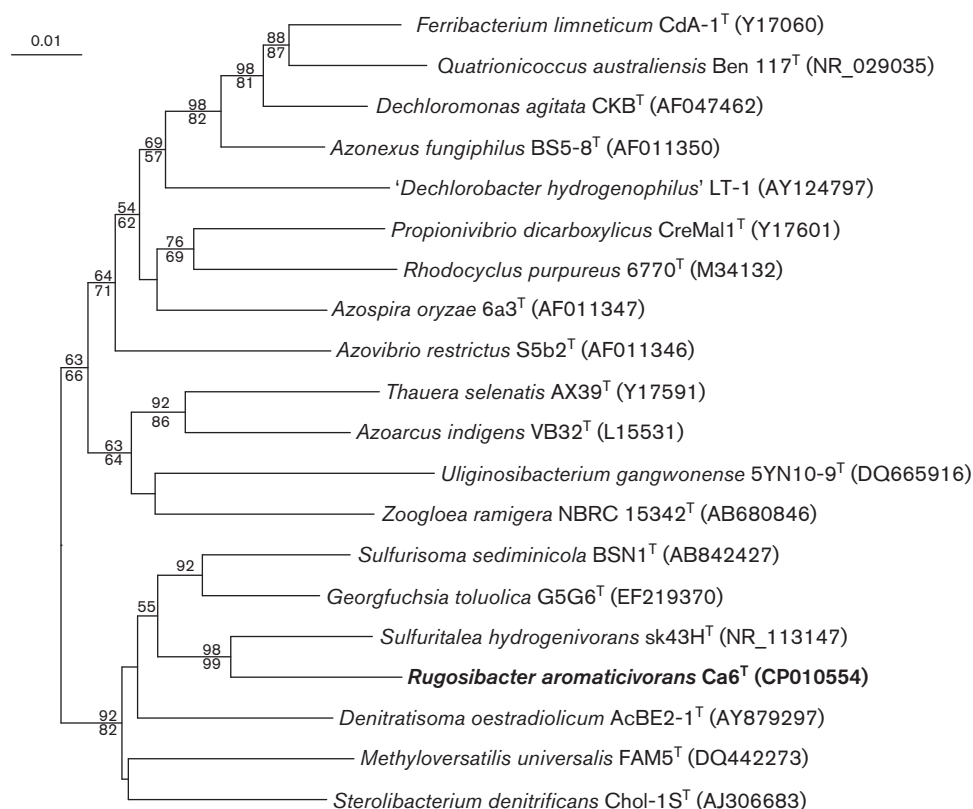 0.01
Ferribacterium limneticum CdA-1ᵀ (Y17060)
88
87
Quatrionicoccus australiensis Ben 117ᵀ (NR_029035)
98
81
Dechloromonas agitata CKBᵀ (AF047462)
98
82
Azonexus fungiphilus BS5-8ᵀ (AF011350)
69
57
'Dechlorobacter hydrogenophilus' LT-1 (AY124797)
54
62
Propionivibrio dicarboxylicus CreMal1ᵀ (Y17601)
76
69
Rhodocyclus purpureus 6770ᵀ (M34132)
64
71
Azospira oryzae 6a3ᵀ (AF011347)
Azovibrio restrictus S5b2ᵀ (AF011346)
63
66
Thauera selenatis AX39ᵀ (Y17591)
92
86
Azoarcus indigens VB32ᵀ (L15531)
63
64
Uliginosibacterium gangwonense 5YN10-9ᵀ (DQ665916)
Zoogloea ramigera NBRC 15342ᵀ (AB680846)
Sulfurisoma sediminicola BSN1ᵀ (AB842427)
92
Georgfuchsia toluolica G5G6ᵀ (EF219370)
55
Sulfuritalea hydrogenivorans sk43Hᵀ (NR_113147)
98
99
Rugosibacter aromaticivorans Ca6ᵀ (CP010554)
92
82
Denitratisoma oestradiolicum AcBE2-1ᵀ (AY879297)
Methyloversatilis universalis FAM5ᵀ (DQ442273)
Sterolibacterium denitrificans Chol-1Sᵀ (AJ306683)